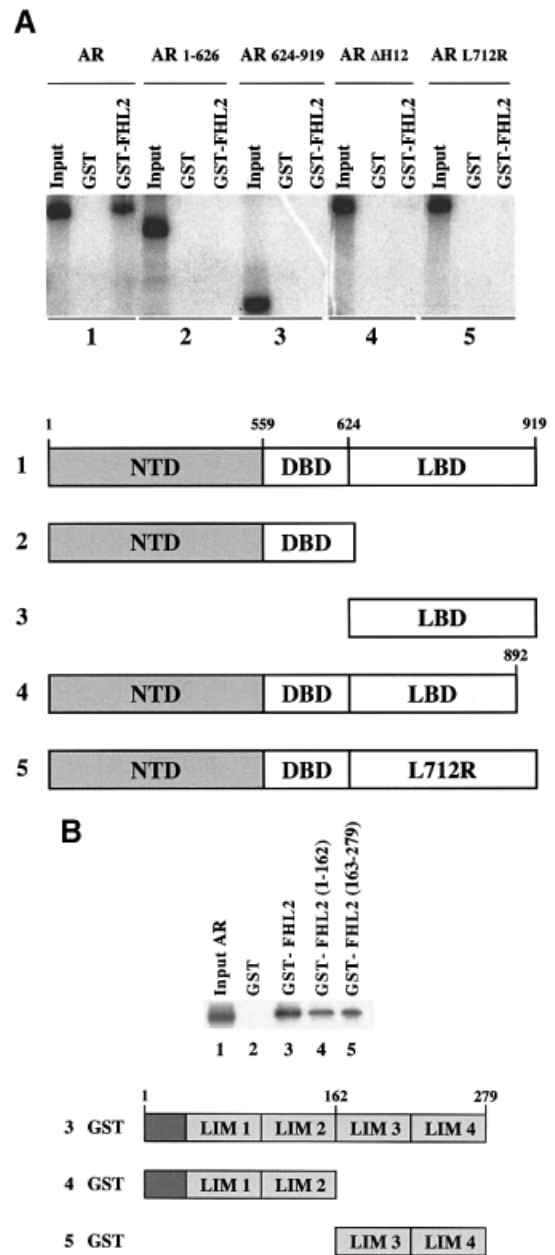 A
AR AR 1-626 AR 624-919 AR ΔH12 AR L712R
Input GST GST-FHL2 Input GST GST-FHL2 Input GST GST-FHL2 Input GST GST-FHL2 Input GST GST-FHL2
1 2 3 4 5
1 559 624 919
1 NTD DBD LBD
2 NTD DBD
3 LBD
892
4 NTD DBD LBD
5 NTD DBD L712R
B
Input AR GST GST- FHL2 GST- FHL2 (1-162) GST- FHL2 (163-279)
1 2 3 4 5
1 162 279
3 GST LIM 1 LIM 2 LIM 3 LIM 4
4 GST LIM 1 LIM 2
5 GST LIM 3 LIM 4